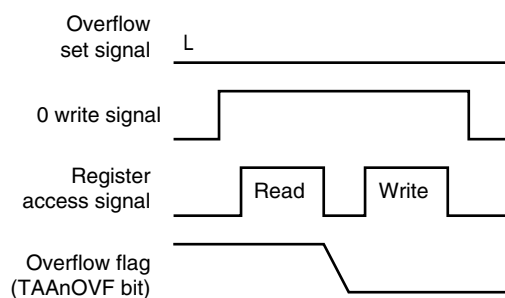 Overflow
set signal
L
0 write signal
Register
access signal
Read
Write
Overflow flag
(TAAnOVF bit)